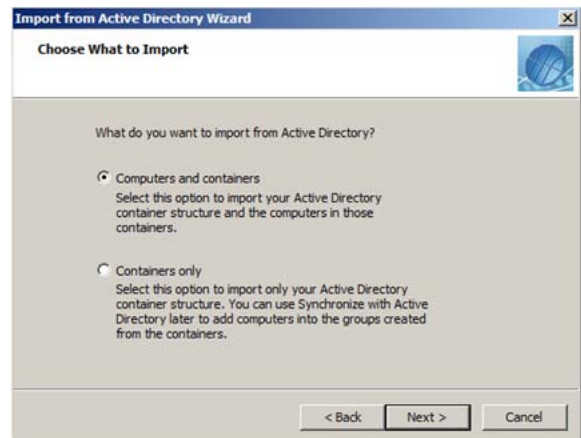 Import from Active Directory Wizard
Choose What to Import
What do you want to import from Active Directory?
Computers and containers
Select this option to import your Active Directory
container structure and the computers in those
containers.
Containers only
Select this option to import only your Active Directory
container structure. You can use Synchronize with Active
Directory later to add computers into the groups created
from the containers.
< Back
Next >
Cancel